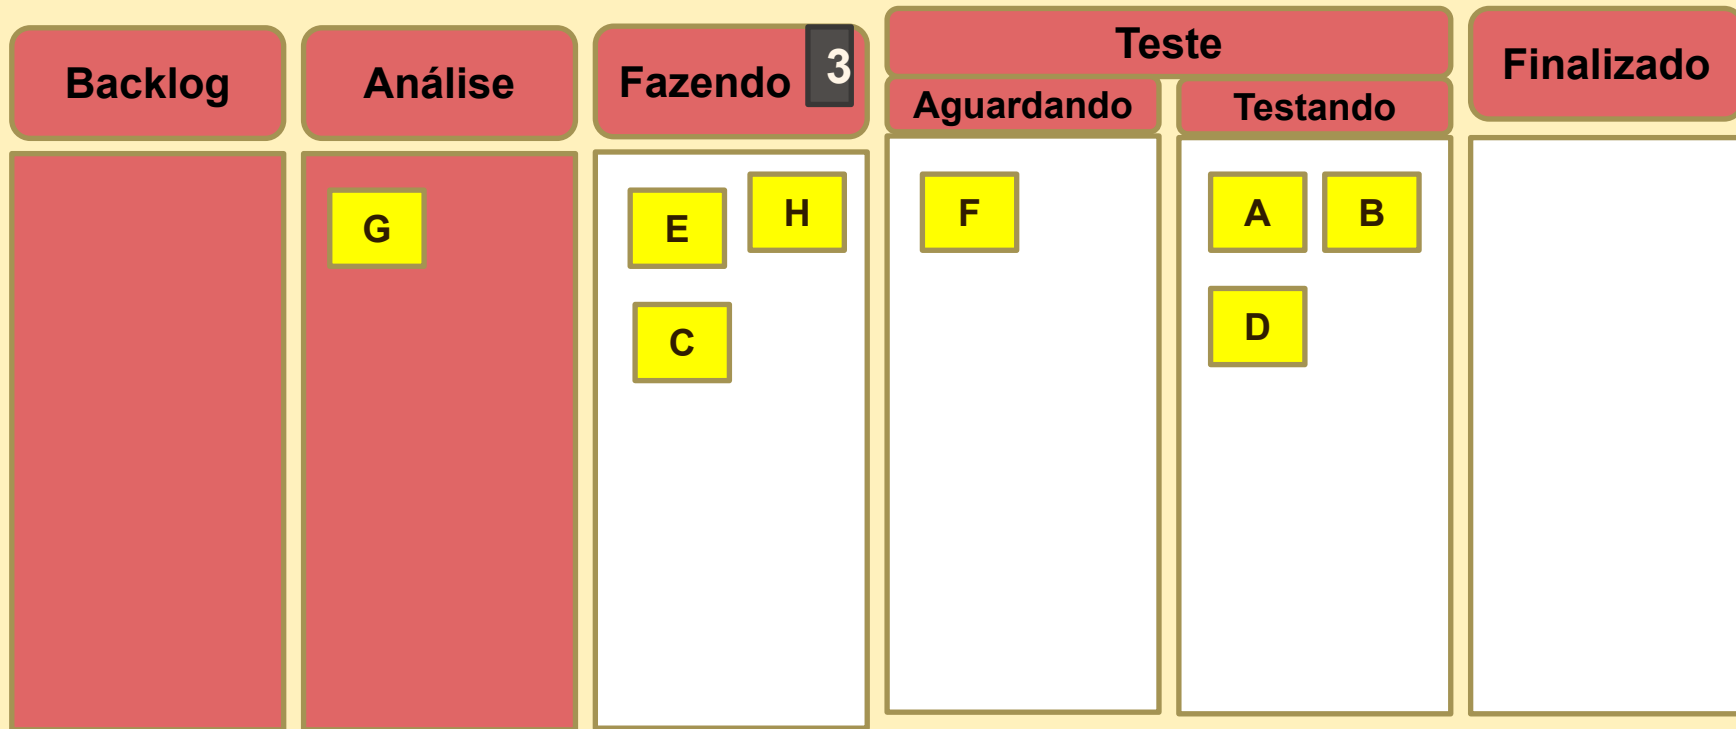 Backlog
Análise
Fazendo
3
Teste
Aguardando
Testando
Finalizado
G
E
H
C
F
A
B
D